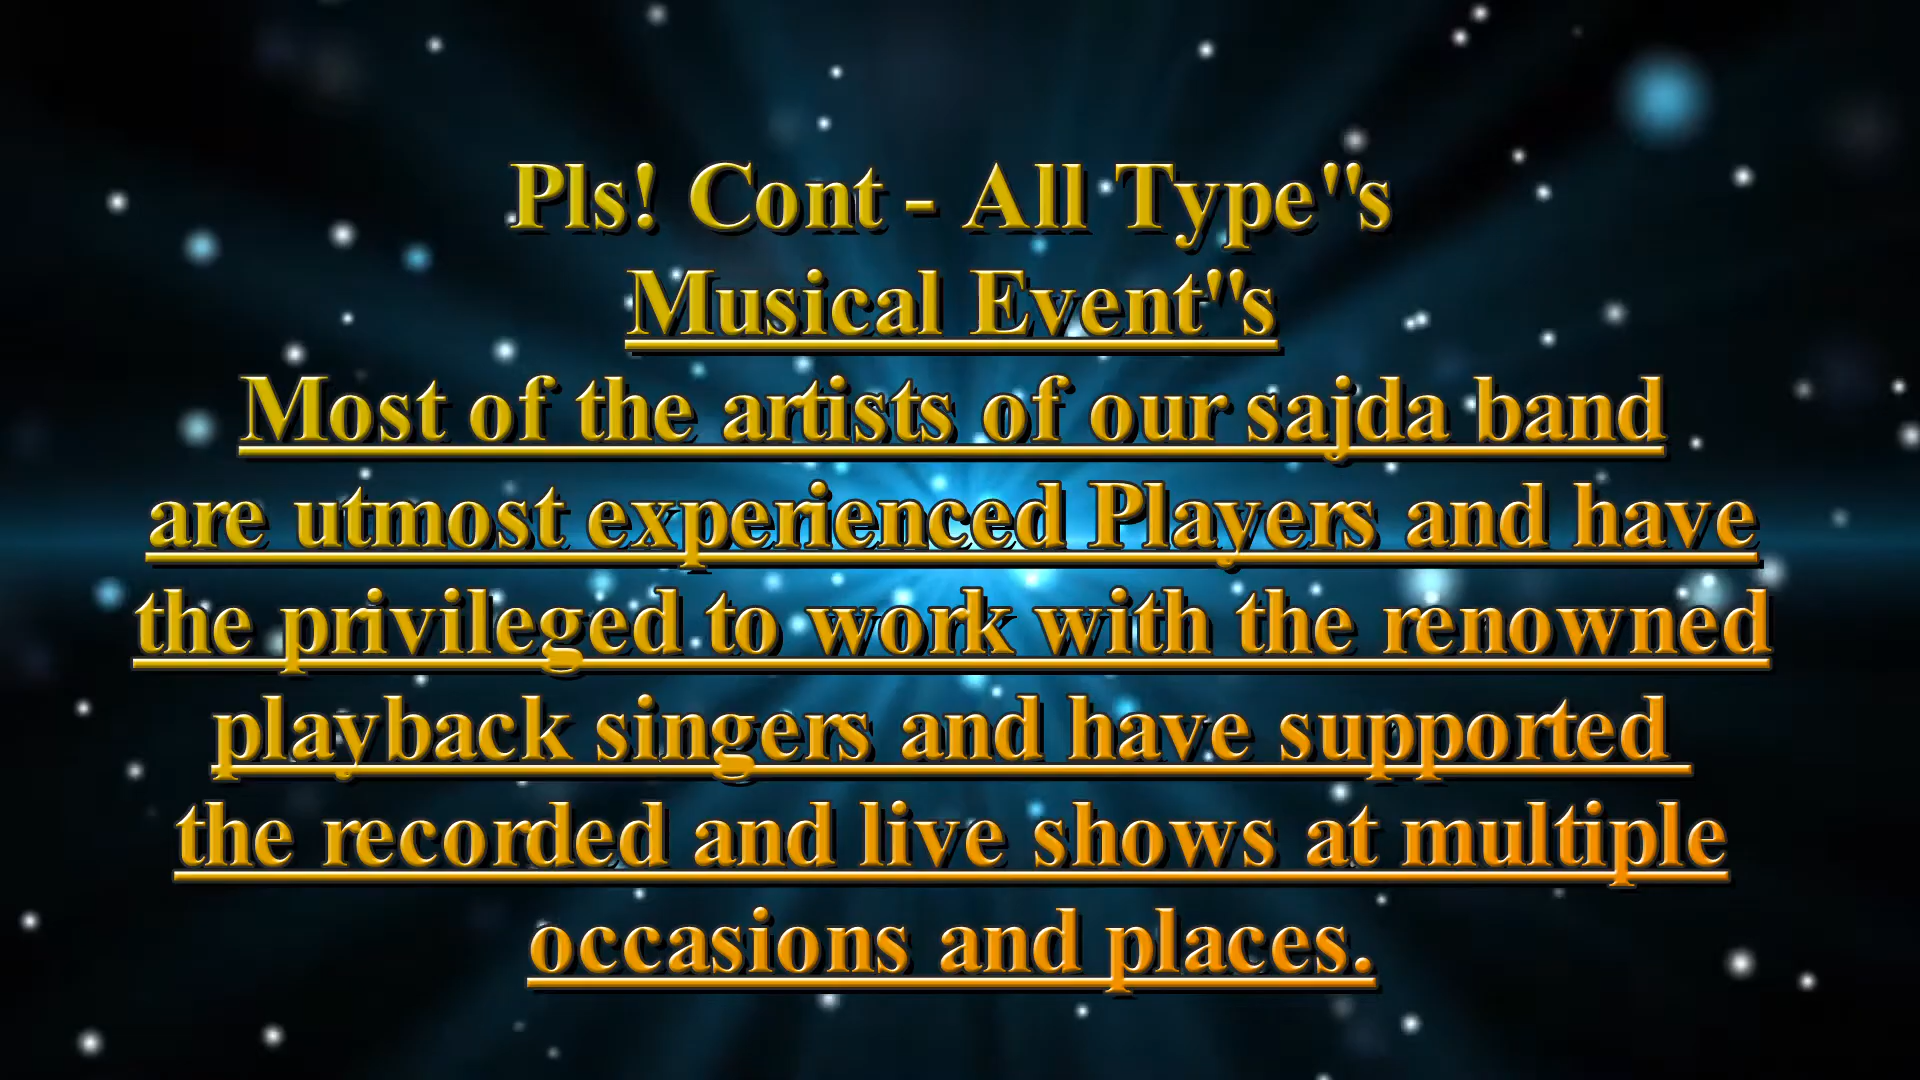 Pls! Cont - All Type"s
Musical Event"s
Most of the artists of our sajda band
are utmost experienced Players and have
the privileged to work with the renowned
playback singers and have supported
the recorded and live shows at multiple
occasions and places.